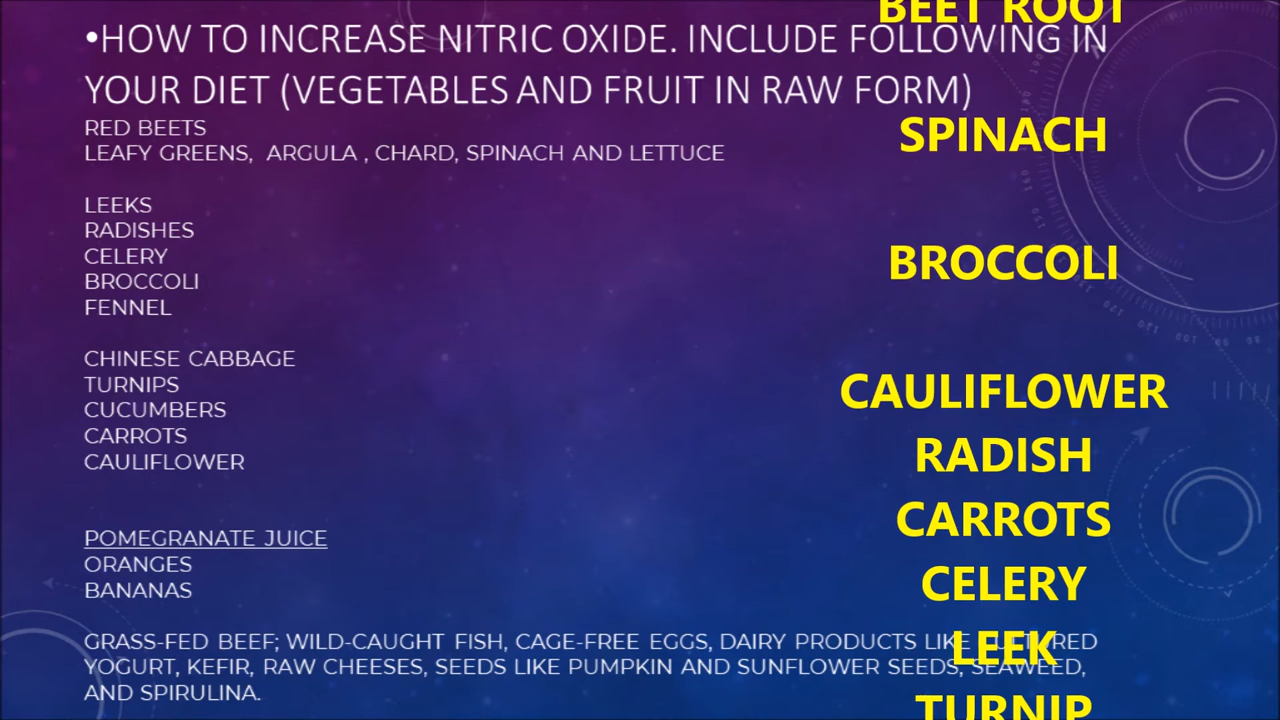 •HOW TO INCREASE NITRIC OXIDE. INCLUDE FOLLOWING IN
YOUR DIET (VEGETABLES AND FRUIT IN RAW FORM)
RED BEETS
LEAFY GREENS, ARGULA , CHARD, SPINACH AND LETTUCE
LEEKS
RADISHES
CELERY
BROCCOLI
FENNEL
CHINESE CABBAGE
TURNIPS
CUCUMBERS
CARROTS
CAULIFLOWER
POMEGRANATE JUICE
ORANGES
BANANAS
GRASS-FED BEEF; WILD-CAUGHT FISH, CAGE-FREE EGGS, DAIRY PRODUCTS LIKE
YOGURT, KEFIR, RAW CHEESES, SEEDS LIKE PUMPKIN AND SUNFLOWER SEEDS, SEAWEED,
AND SPIRULINA.
BEET ROOT
SPINACH
BROCCOLI
CAULIFLOWER
RADISH
CARROTS
CELERY
LEEK
TURNIP